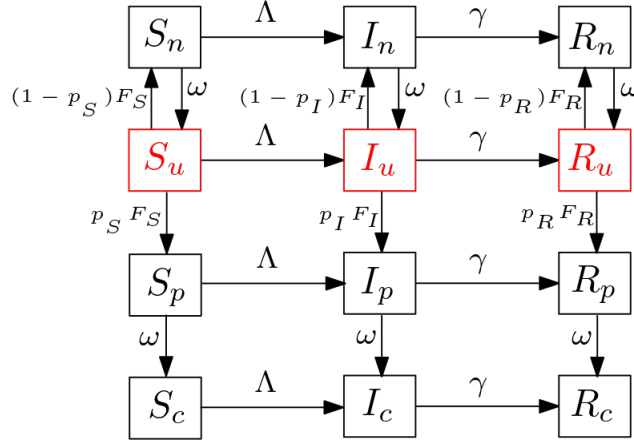 Λ γ
S_n I_n R_n
(1 - p_S)F_S ω (1 - p_I)F_I ω (1 - p_R)F_R ω
Λ γ
S_u I_u R_u
p_S F_S p_I F_I p_R F_R
Λ γ
S_p I_p R_p
ω ω ω
Λ γ
S_c I_c R_c